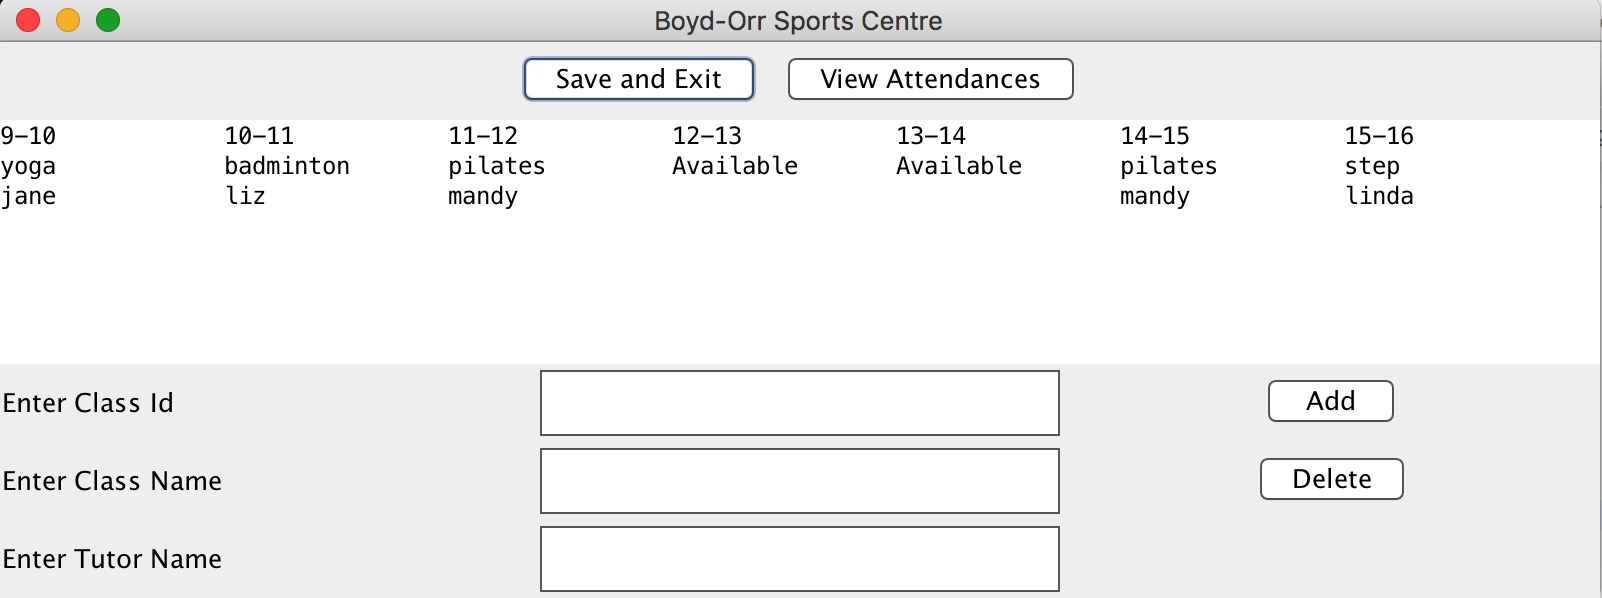 Boyd-Orr Sports Centre
Save and Exit View Attendances
9-10 10-11 11-12 12-13 13-14 14-15 15-16
yoga badminton pilates Available Available pilates step
jane liz mandy mandy linda
Enter Class Id Add
Enter Class Name Delete
Enter Tutor Name